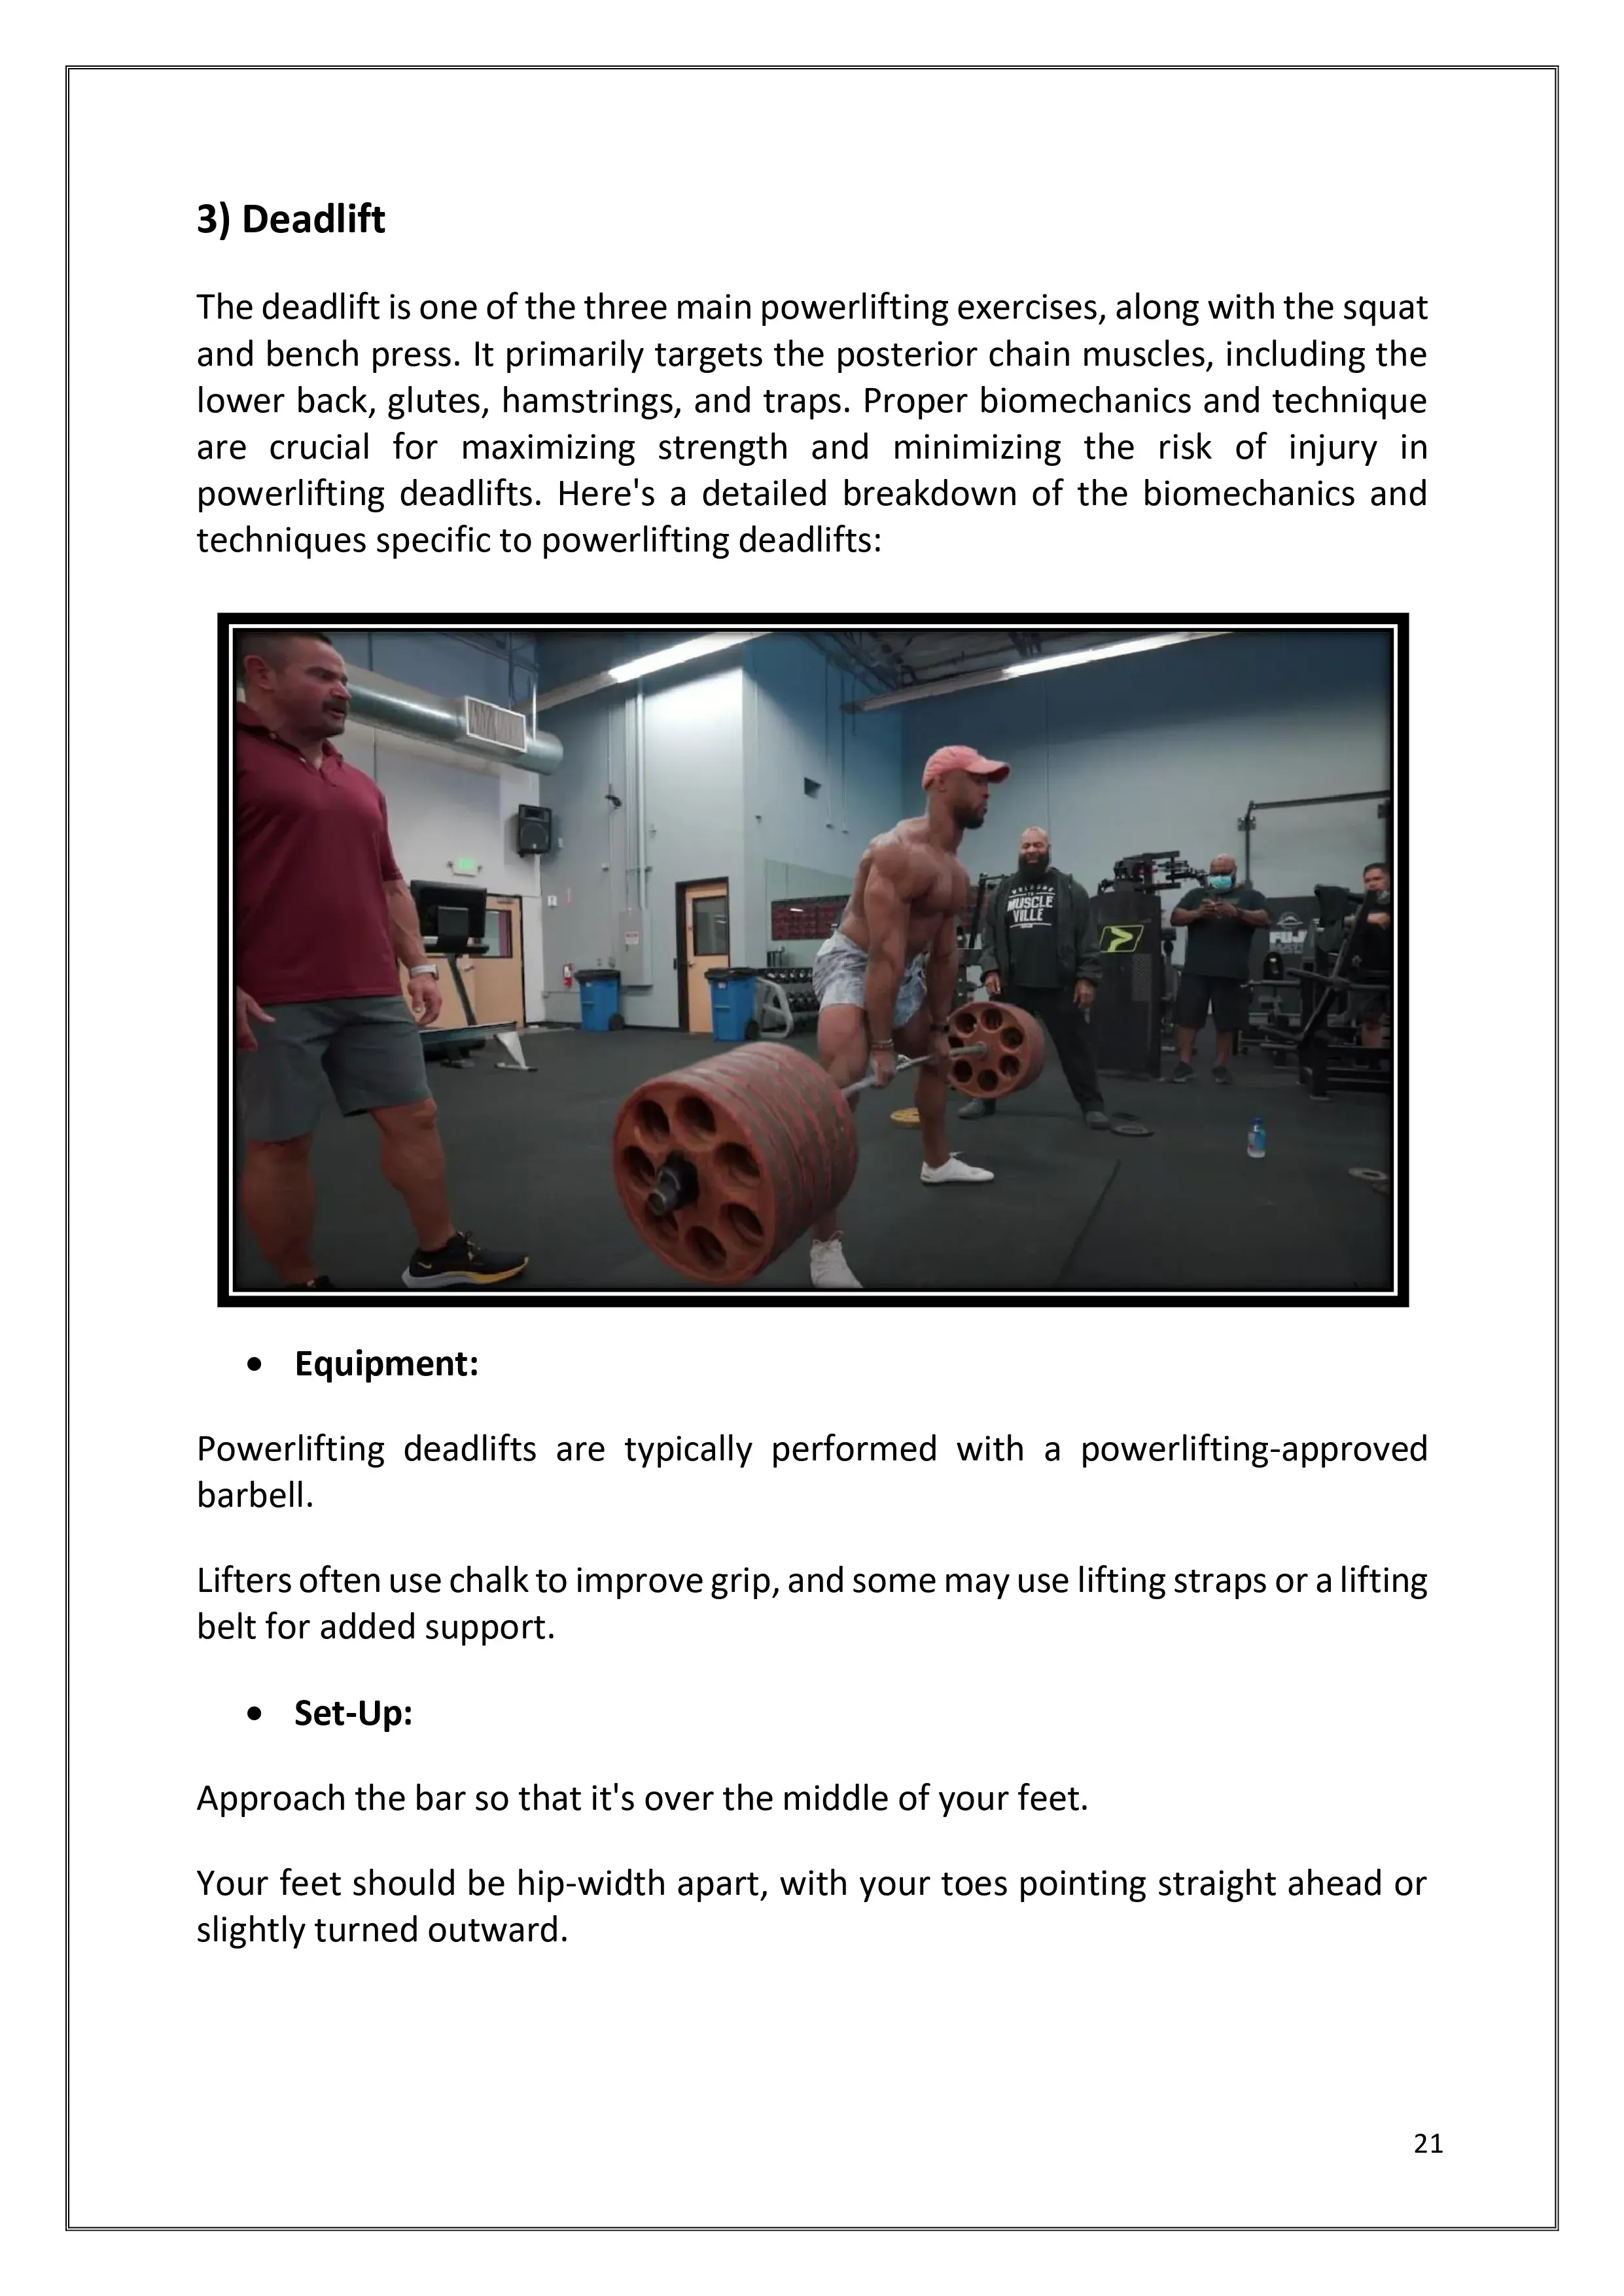 3) Deadlift
The deadlift is one of the three main powerlifting exercises, along with the squat
and bench press. It primarily targets the posterior chain muscles, including the
lower back, glutes, hamstrings, and traps. Proper biomechanics and technique
are crucial for maximizing strength and minimizing the risk of injury in
powerlifting deadlifts. Here's a detailed breakdown of the biomechanics and
techniques specific to powerlifting deadlifts:
WELCOME
MUSCLE
VILLE
• Equipment:
Powerlifting deadlifts are typically performed with a powerlifting-approved
barbell.
Lifters often use chalk to improve grip, and some may use lifting straps or a lifting
belt for added support.
• Set-Up:
Approach the bar so that it's over the middle of your feet.
Your feet should be hip-width apart, with your toes pointing straight ahead or
slightly turned outward.
21